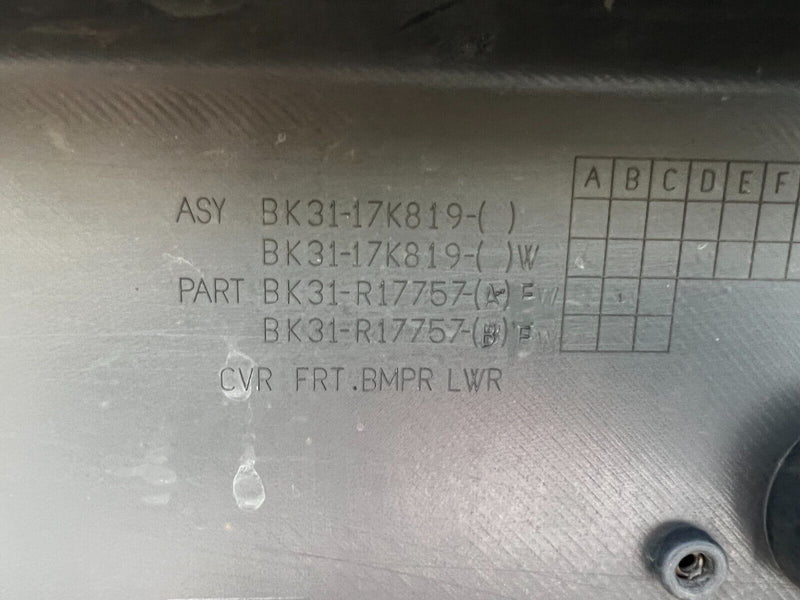 ASY BK31-17K819-( )
BK31-17K819-( )W
PART BK31-R17757-(A)F
BK31-R17757-(B)F
CVR FRT.BMPR LWR
A B C D E F